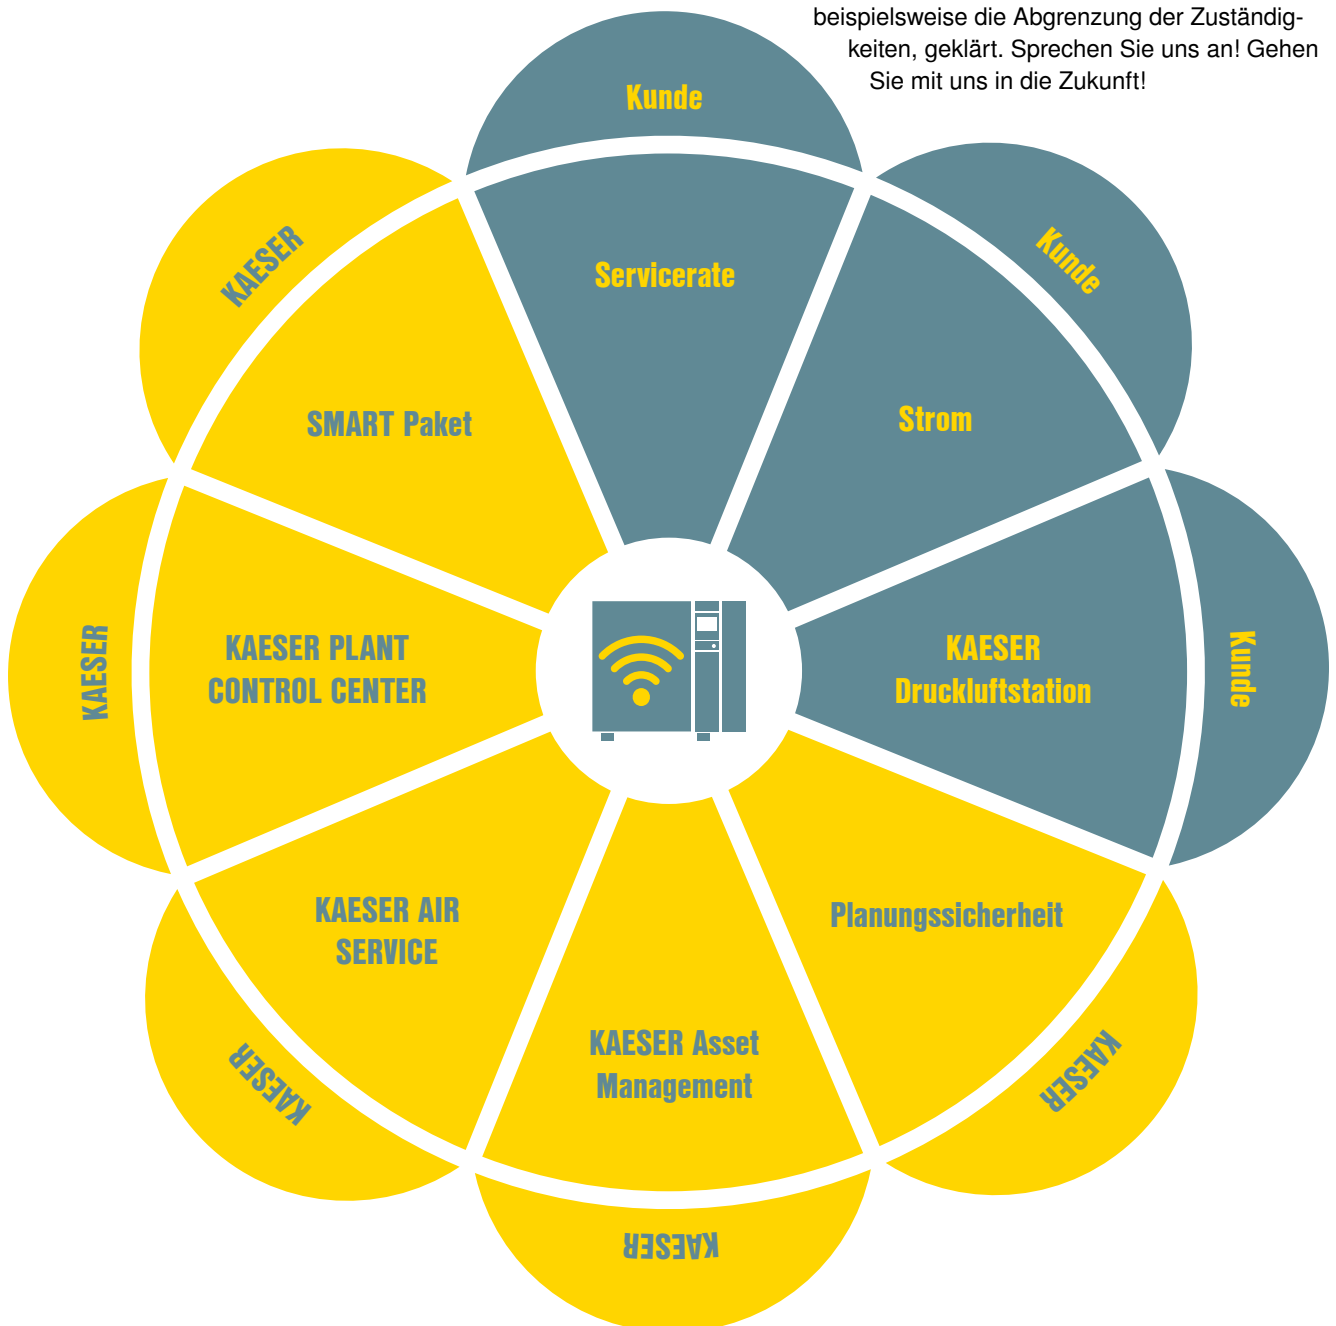 beispielsweise die Abgrenzung der Zuständig-
keiten, geklärt. Sprechen Sie uns an! Gehen
Sie mit uns in die Zukunft!
Kunde
Servicerate
Kunde
Strom
Kunde
KAESER
Druckluftstation
KAESER
Planungssicherheit
KAESER
KAESER Asset
Management
KAESER
KAESER AIR
SERVICE
KAESER
KAESER PLANT
CONTROL CENTER
KAESER
SMART Paket